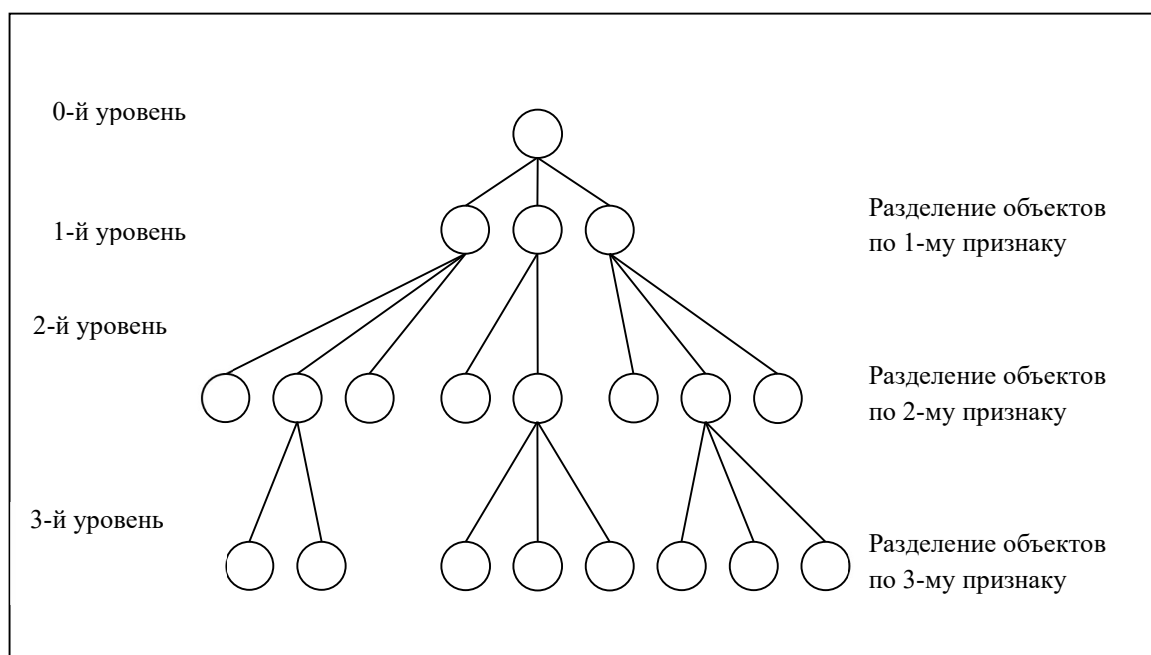 0-й уровень
1-й уровень
Разделение объектов
по 1-му признаку
2-й уровень
Разделение объектов
по 2-му признаку
3-й уровень
Разделение объектов
по 3-му признаку